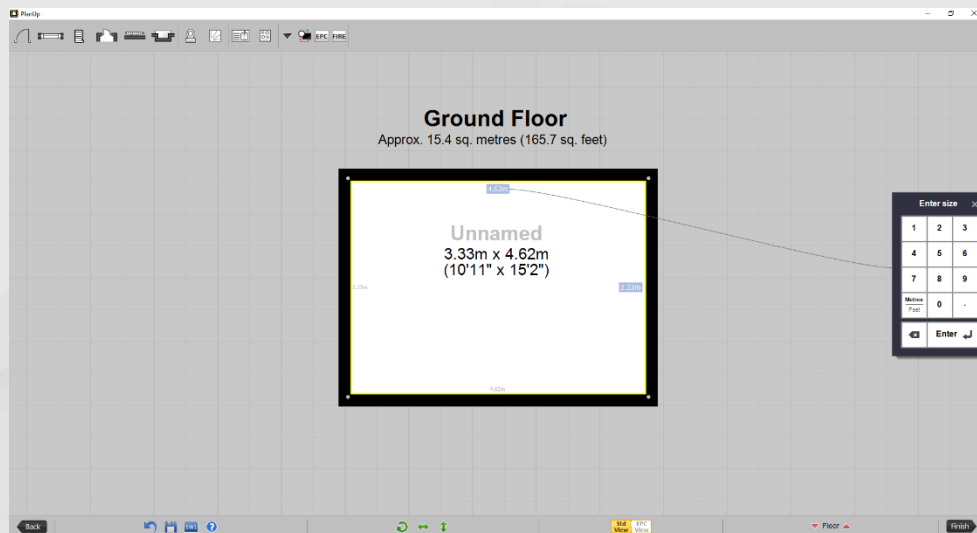 PlanUp
EPC FIRE
Ground Floor
Approx. 15.4 sq. metres (165.7 sq. feet)
4.62m
Unnamed
3.33m x 4.62m
(10'11" x 15'2")
3.33m
3.33m
4.62m
Enter size
1 2 3
4 5 6
7 8 9
Metres
Feet
0 .
Enter
Back
Std View
EPC View
Floor
Finish